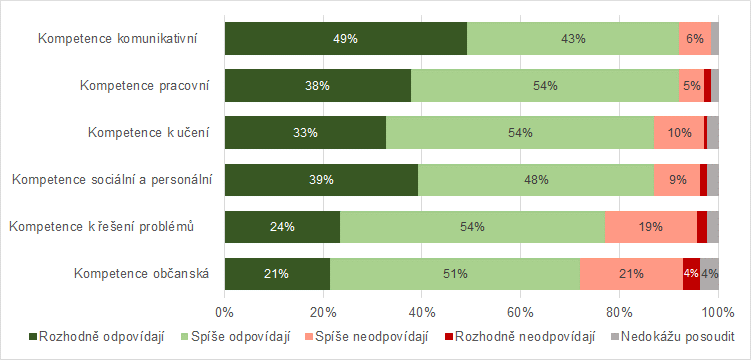 Kompetence komunikativní 49% 43% 6%
Kompetence pracovní 38% 54% 5%
Kompetence k učení 33% 54% 10%
Kompetence sociální a personální 39% 48% 9%
Kompetence k řešení problémů 24% 54% 19%
Kompetence občanská 21% 51% 21% 4% 4%
0% 20% 40% 60% 80% 100%
Rozhodně odpovídají Spíše odpovídají Spíše neodpovídají Rozhodně neodpovídají Nedokážu posoudit